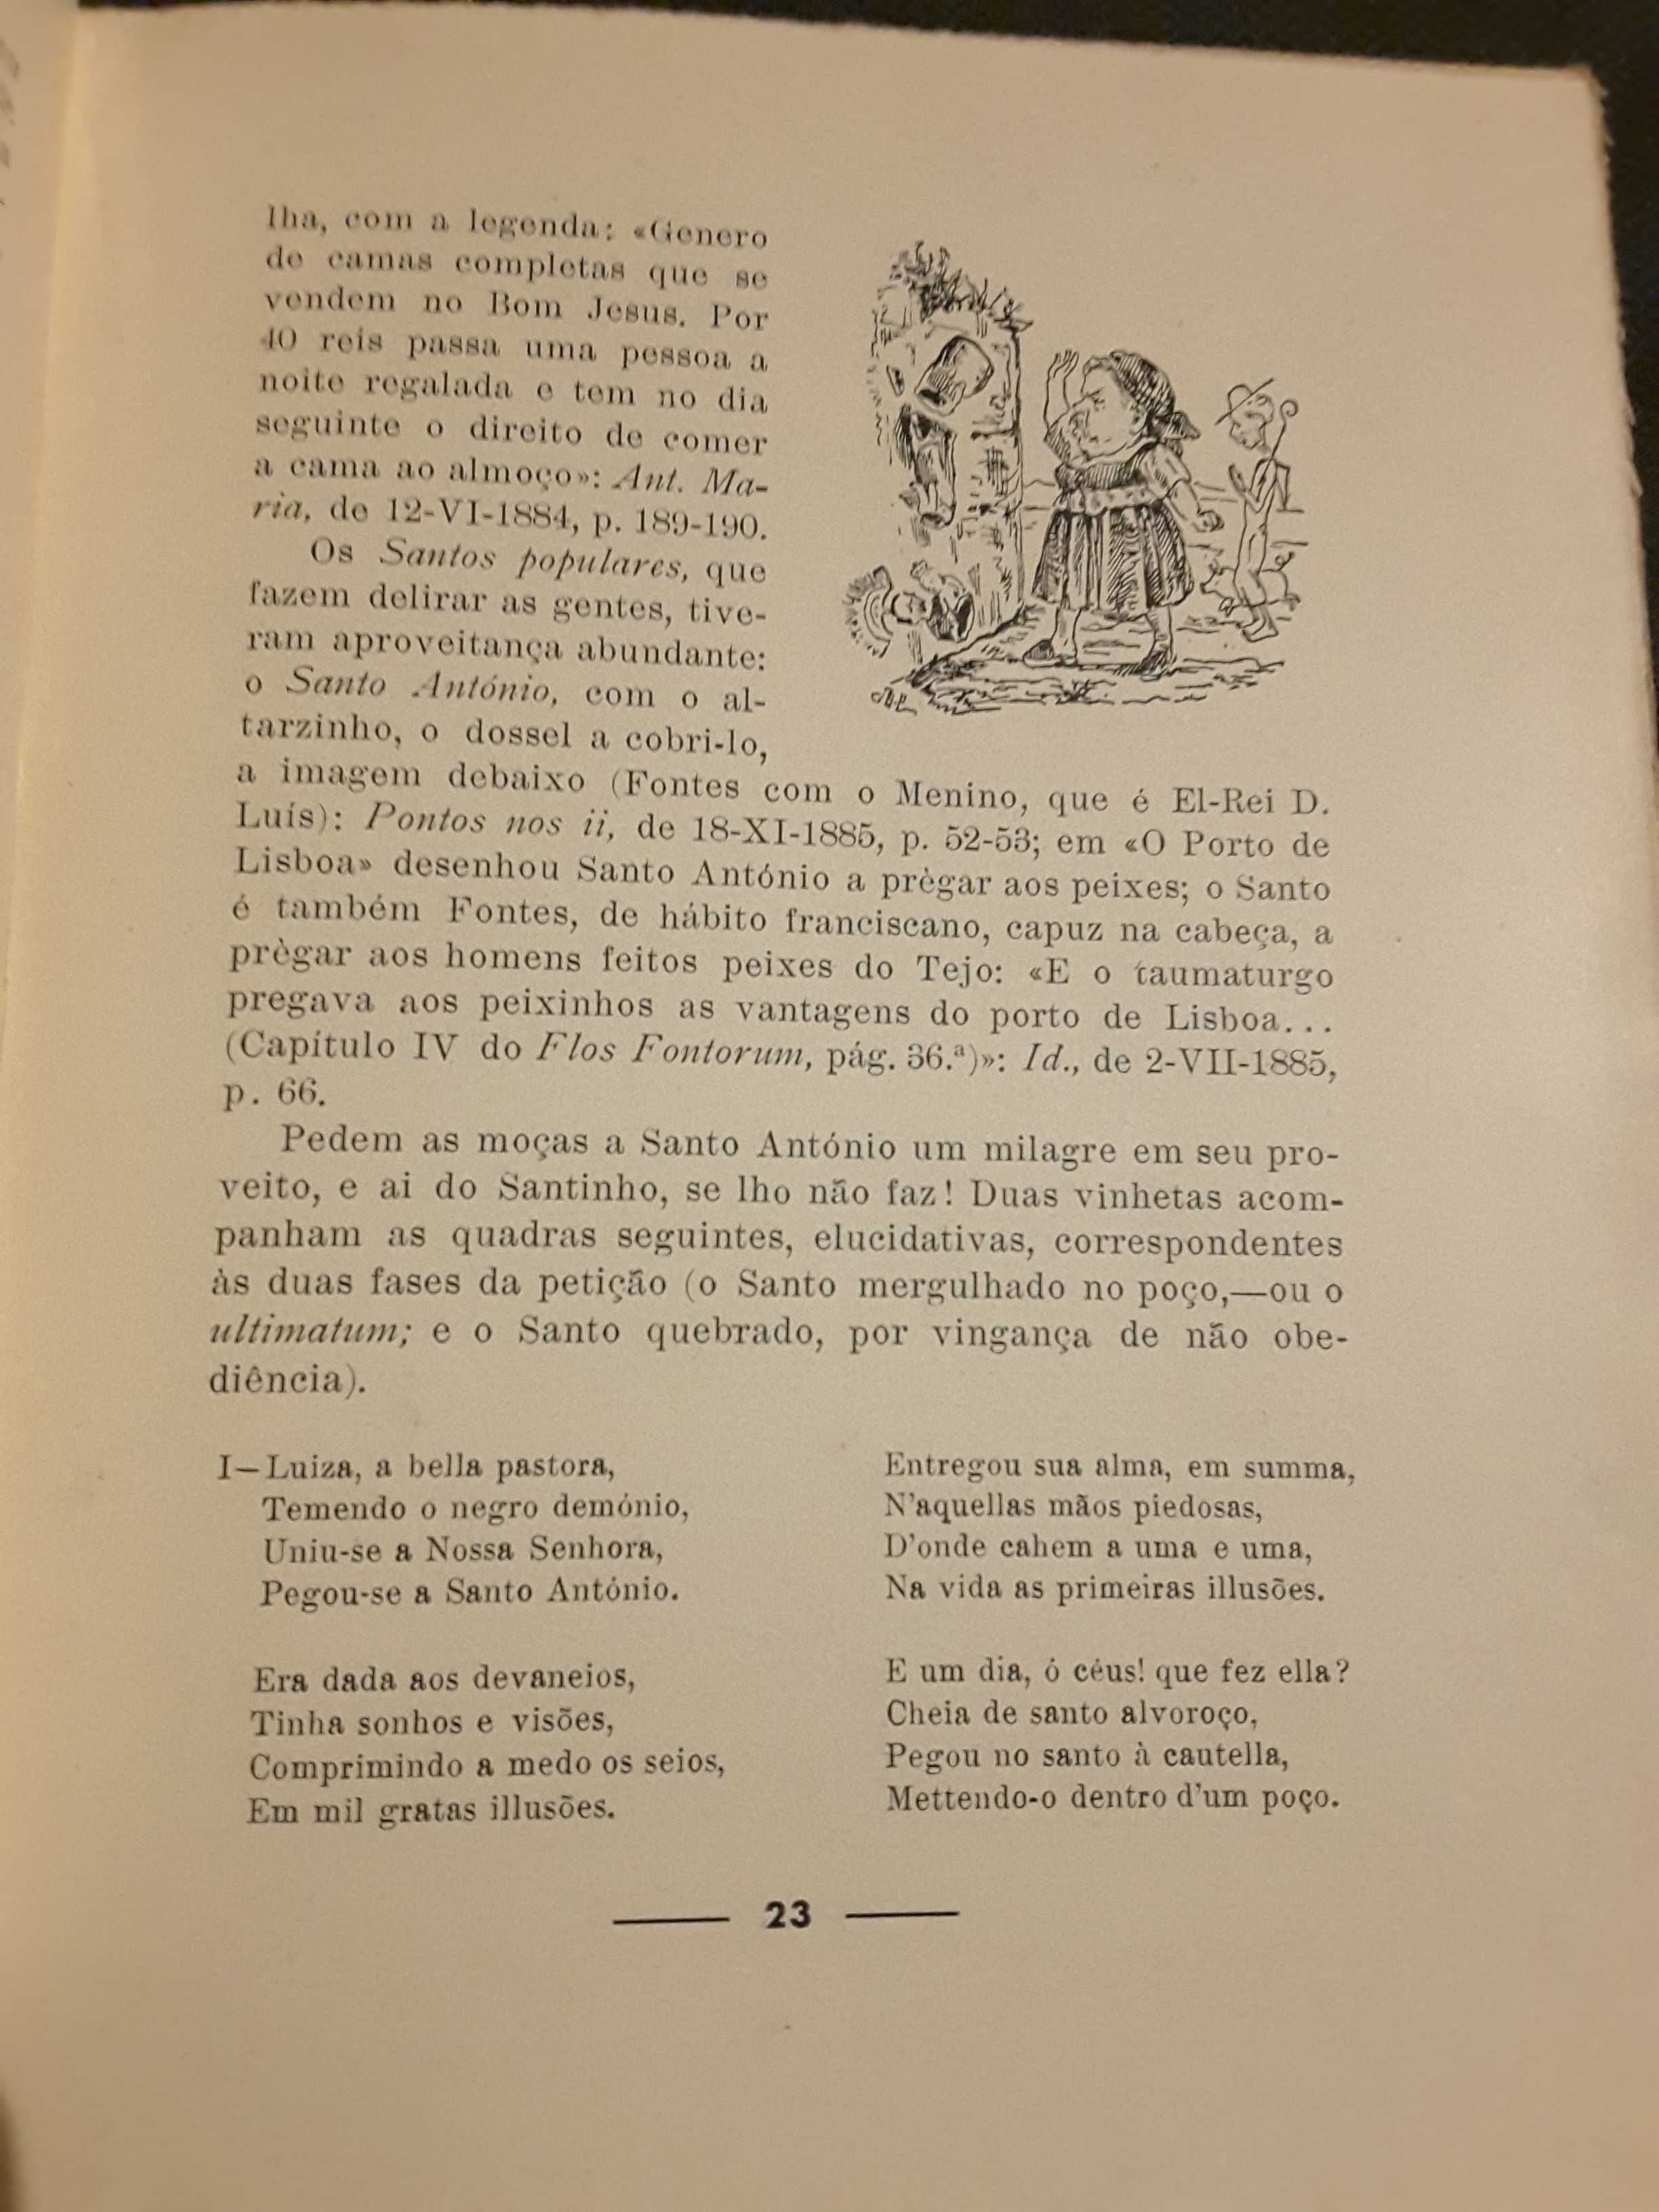 lha, com a legenda: «Genero
de camas completas que se
vendem no Bom Jesus. Por
40 reis passa uma pessoa a
noite regalada e tem no dia
seguinte o direito de comer
a cama ao almoço»: Ant. Ma-
ria, de 12-VI-1884, p. 189-190.
Os Santos populares, que
fazem delirar as gentes, tive-
ram aproveitança abundante:
o Santo António, com o al-
tarzinho, o dossel a cobri-lo,
a imagem debaixo (Fontes com o Menino, que é El-Rei D.
Luís): Pontos nos ii, de 18-XI-1885, p. 52-53; em «O Porto de
Lisboa» desenhou Santo António a prègar aos peixes; o Santo
é também Fontes, de hábito franciscano, capuz na cabeça, a
prègar aos homens feitos peixes do Tejo: «E o taumaturgo
pregava aos peixinhos as vantagens do porto de Lisboa...
(Capítulo IV do Flos Fontorum, pág. 36.ª)»: Id., de 2-VII-1885,
p. 66.
Pedem as moças a Santo António um milagre em seu pro-
veito, e ai do Santinho, se lho não faz! Duas vinhetas acom-
panham as quadras seguintes, elucidativas, correspondentes
às duas fases da petição (o Santo mergulhado no poço,—ou o
ultimatum; e o Santo quebrado, por vingança de não obe-
diência).
I—Luiza, a bella pastora,
Temendo o negro demónio,
Uniu-se a Nossa Senhora,
Pegou-se a Santo António.
Era dada aos devaneios,
Tinha sonhos e visões,
Comprimindo a medo os seios,
Em mil gratas illusões.
Entregou sua alma, em summa,
N'aquellas mãos piedosas,
D'onde cahem a uma e uma,
Na vida as primeiras illusões.
E um dia, ó céus! que fez ella?
Cheia de santo alvoroço,
Pegou no santo à cautella,
Mettendo-o dentro d'um poço.
23